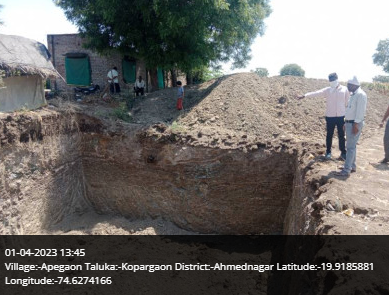 01-04-2023 13:45
Village:-Apegaon Taluka:-Kopargaon District:-Ahmednagar Latitude:-19.9185881
Longitude:-74.6274166